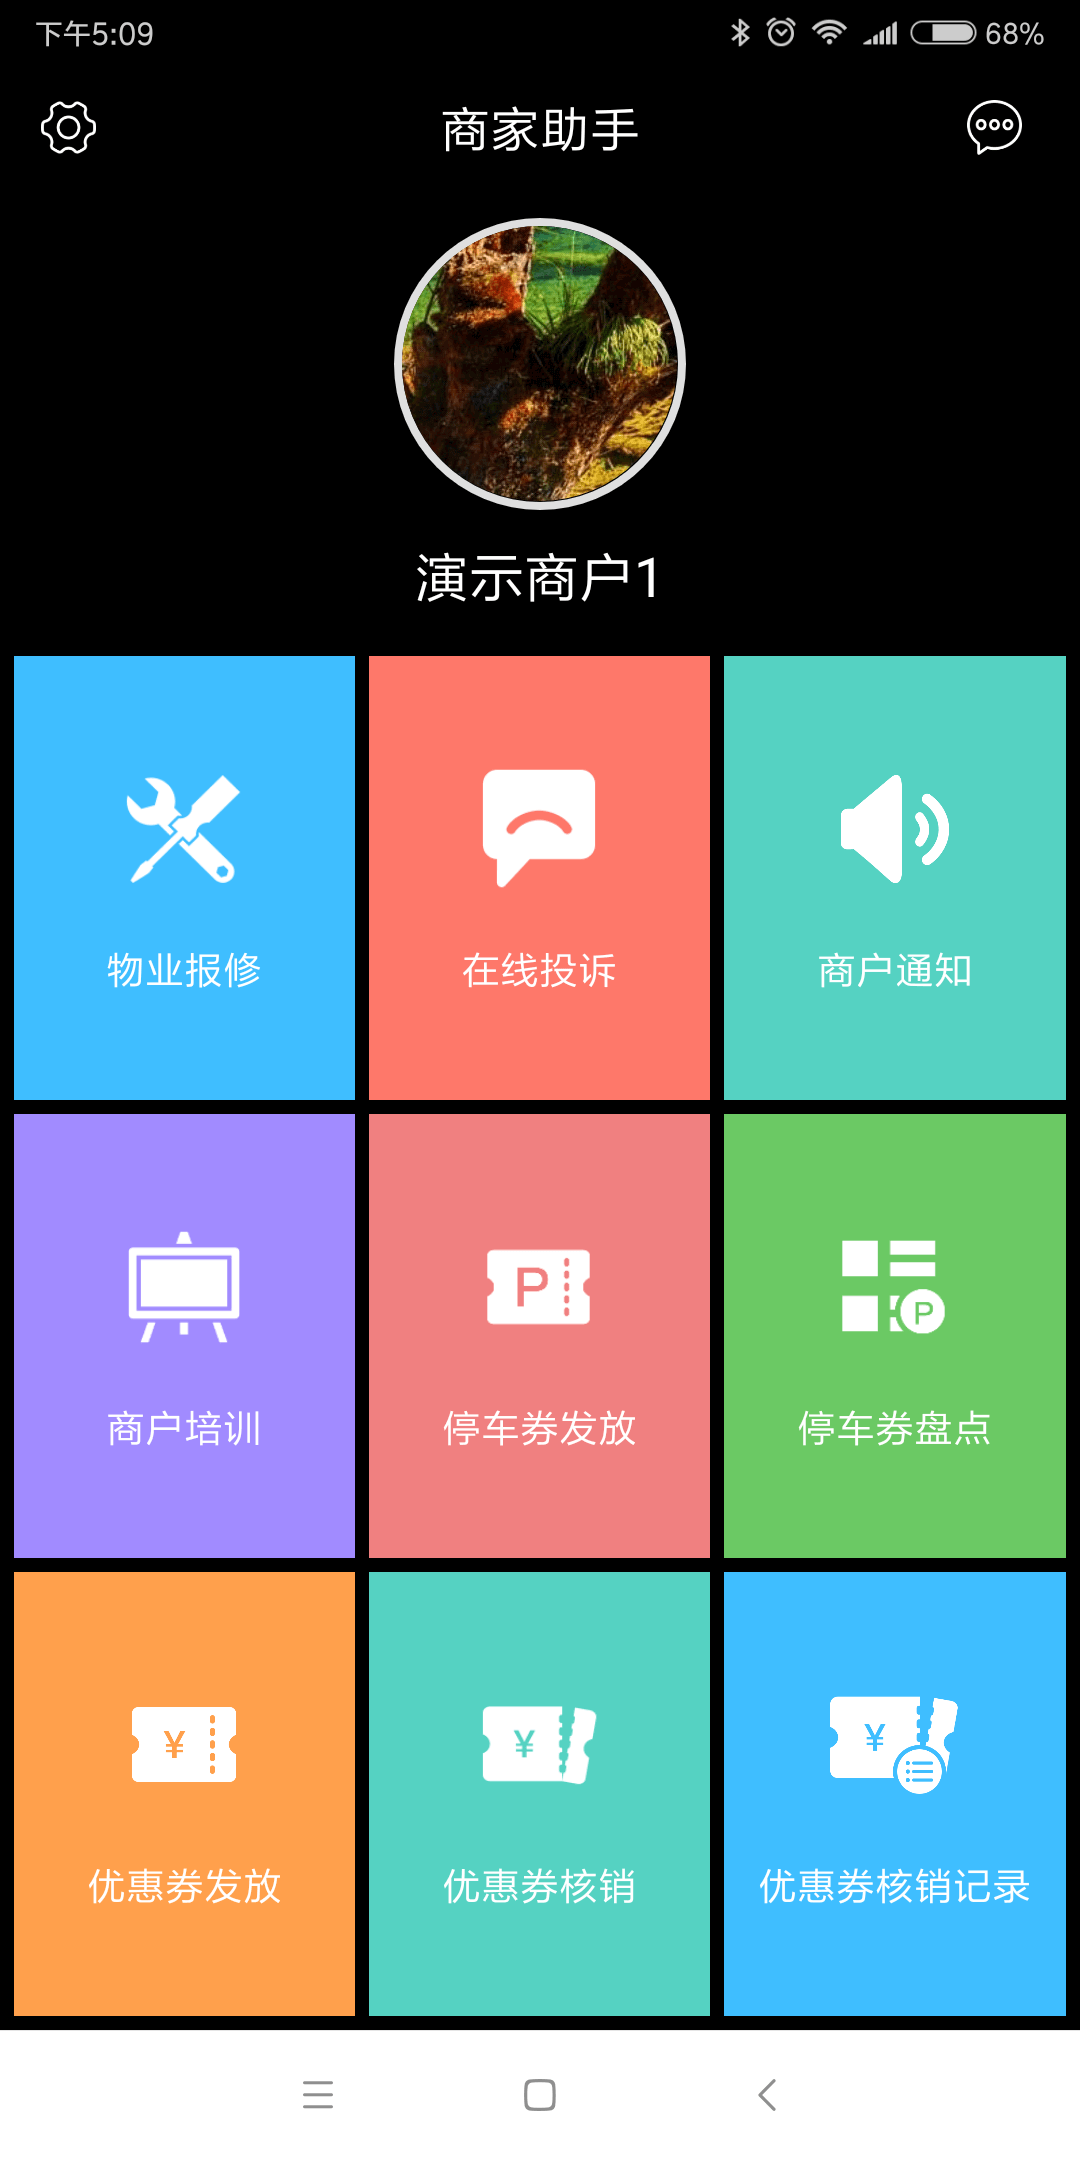 下午5:09
68%
商家助手
演示商户1
物业报修
在线投诉
商户通知
商户培训
P
停车券发放
P
停车券盘点
¥
优惠券发放
¥
优惠券核销
¥
优惠券核销记录